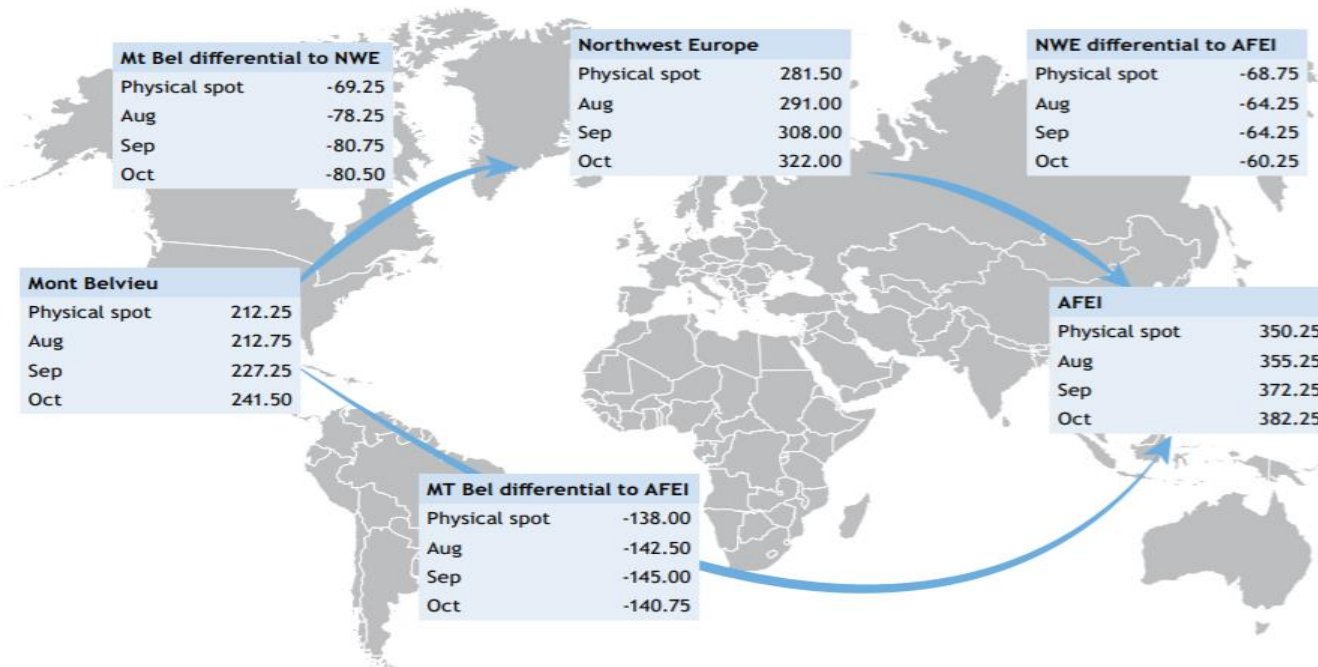 Mt Bel differential to NWE
Physical spot -69.25
Aug -78.25
Sep -80.75
Oct -80.50
Northwest Europe
Physical spot 281.50
Aug 291.00
Sep 308.00
Oct 322.00
NWE differential to AFEI
Physical spot -68.75
Aug -64.25
Sep -64.25
Oct -60.25
Mont Belvieu
Physical spot 212.25
Aug 212.75
Sep 227.25
Oct 241.50
AFEI
Physical spot 350.25
Aug 355.25
Sep 372.25
Oct 382.25
MT Bel differential to AFEI
Physical spot -138.00
Aug -142.50
Sep -145.00
Oct -140.75